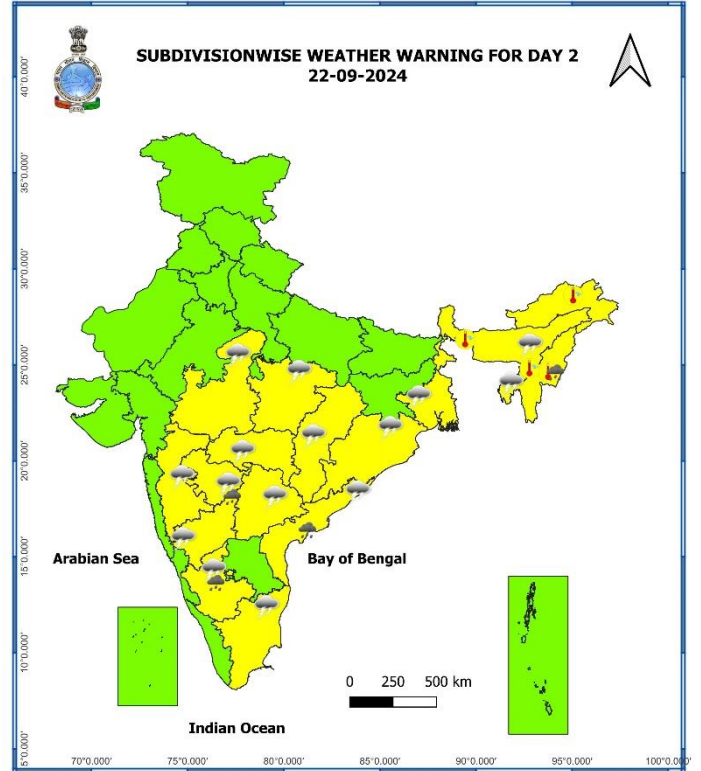 SUBDIVISIONWISE WEATHER WARNING FOR DAY 2
22-09-2024
40°0.000'
35°0.000'
30°0.000'
25°0.000'
20°0.000'
15°0.000'
10°0.000'
5°0.000'
Arabian Sea
Bay of Bengal
0 250 500 km
Indian Ocean
70°0.000' 75°0.000' 80°0.000' 85°0.000' 90°0.000' 95°0.000' 100°0.000'